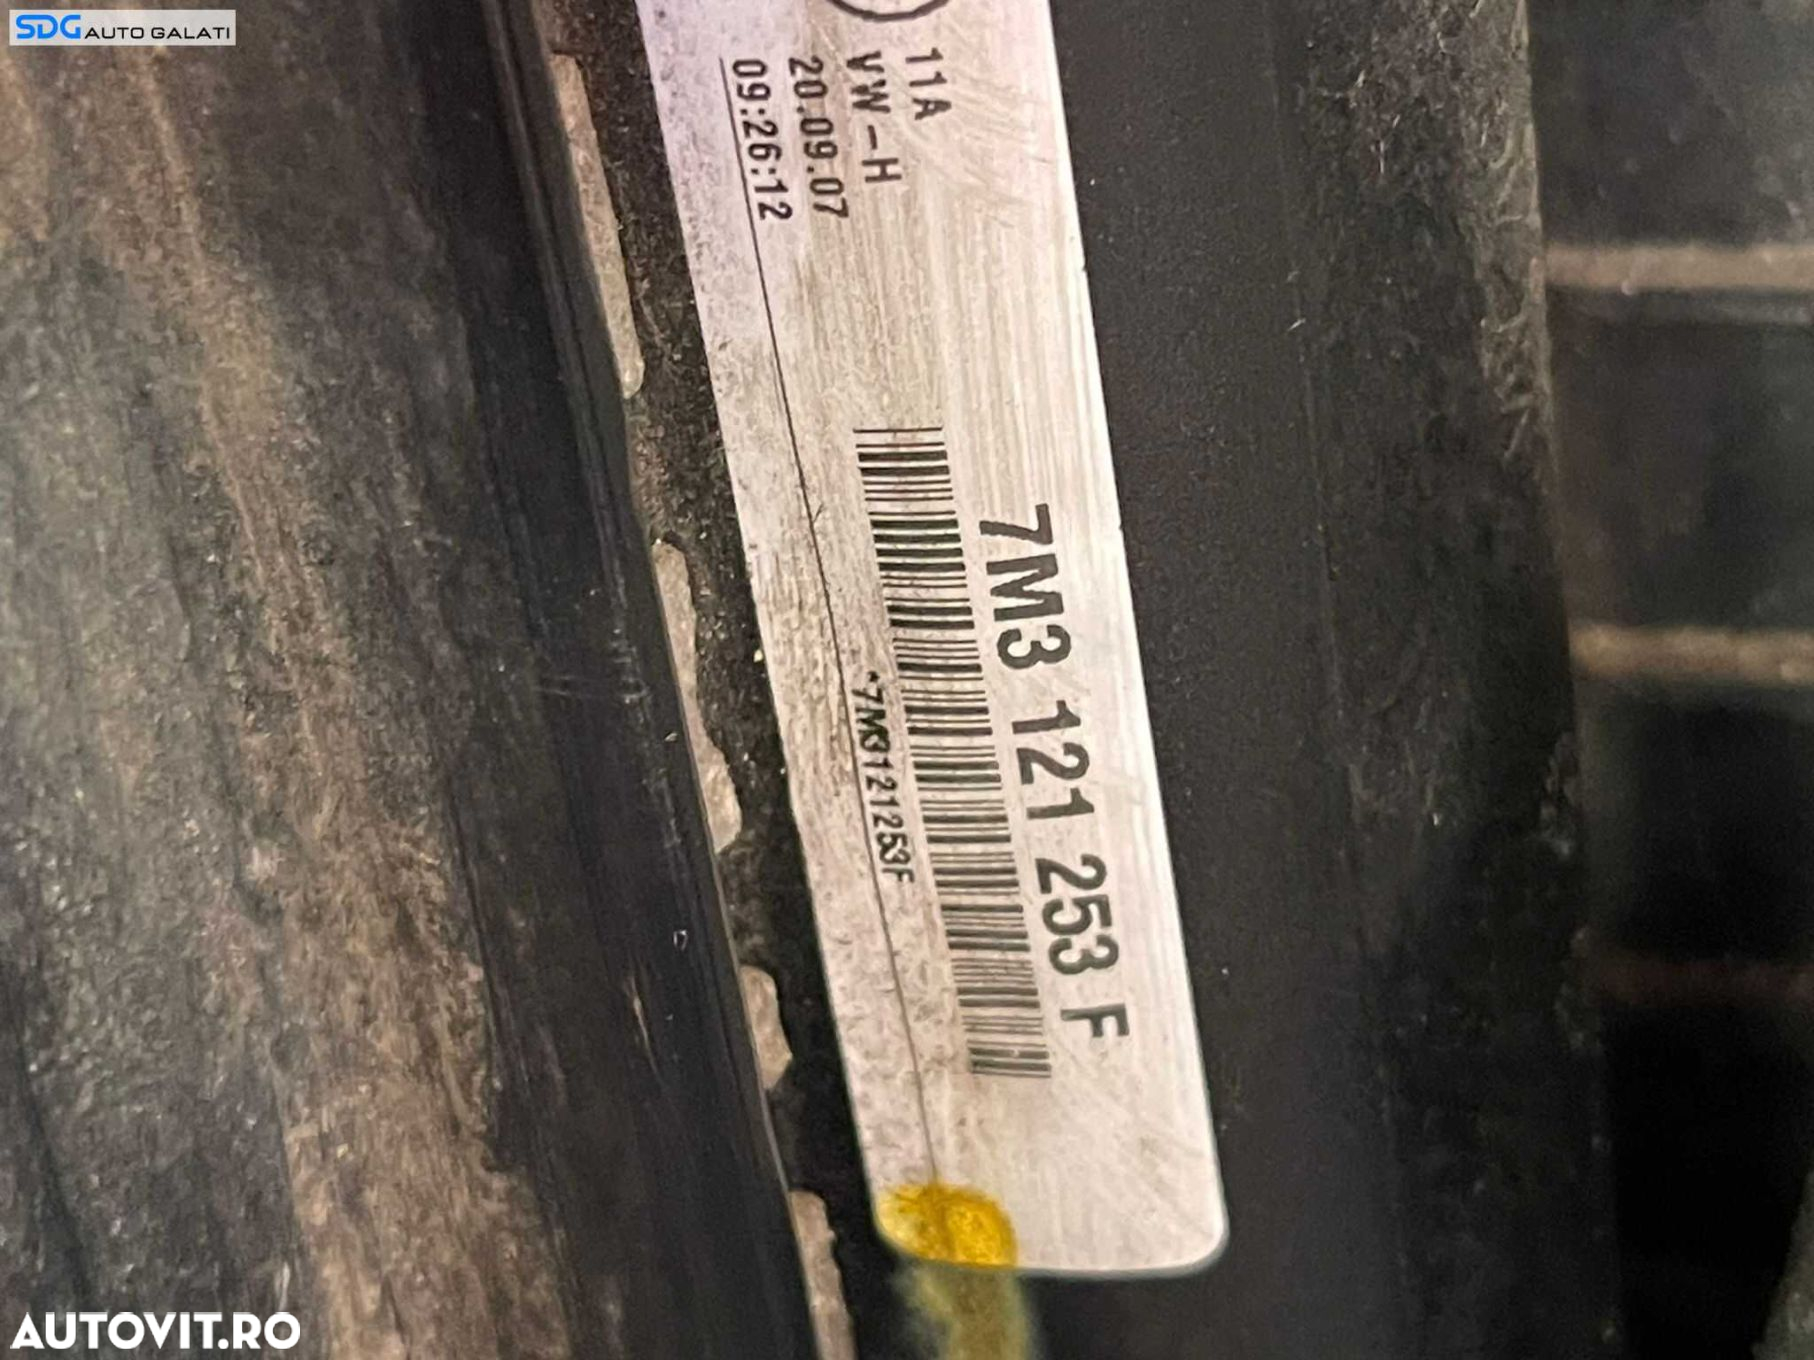 SDG AUTO GALATI
11A
VW-H
20.09.07
09:26:12
7M3 121 253 F
*7M3121253F
AUTOVIT.RO